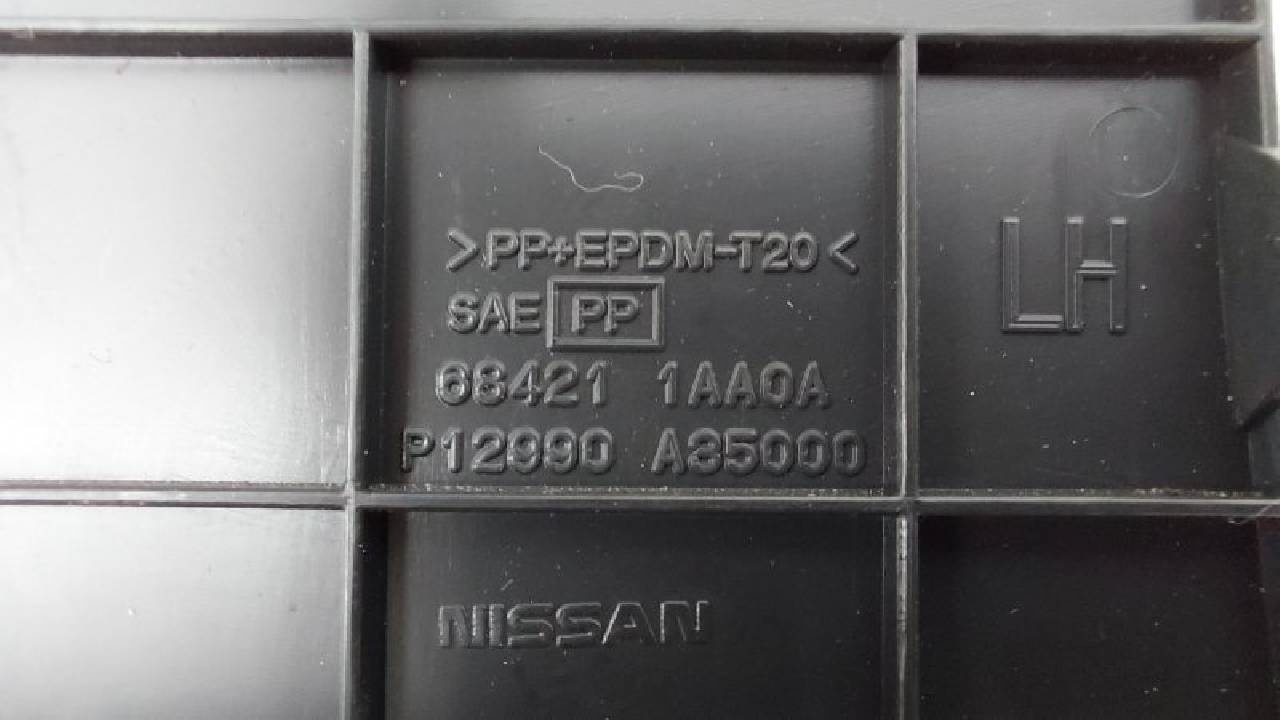 >PP+EPDM-T20<
SAE PP
68421 1AA0A
P12990 A35000
LH
NISSAN